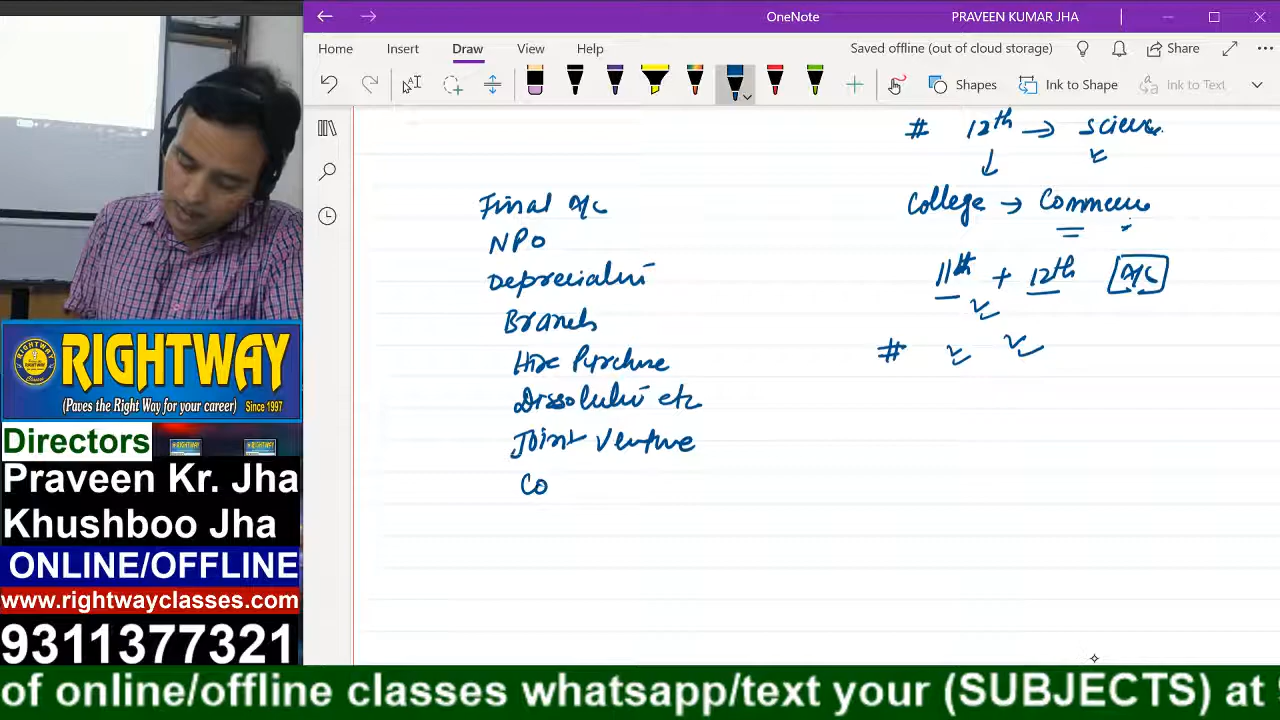 OneNote
PRAVEEN KUMAR JHA
Home Insert Draw View Help
Saved offline (out of cloud storage)
Share
Shapes
Ink to Shape
Ink to Text
# 12th → Science
College → Commerce
11th + 12th A/c
#
Final A/c
NPO
Depreciation
Branch
Hire Purchase
Dissolution etc
Joint Venture
Co
RIGHTWAY
Classes
(Paves the Right Way for your career) Since 1997
Directors
Praveen Kr. Jha
Khushboo Jha
ONLINE/OFFLINE
www.rightwayclasses.com
9311377321
of online/offline classes whatsapp/text your (SUBJECTS) at